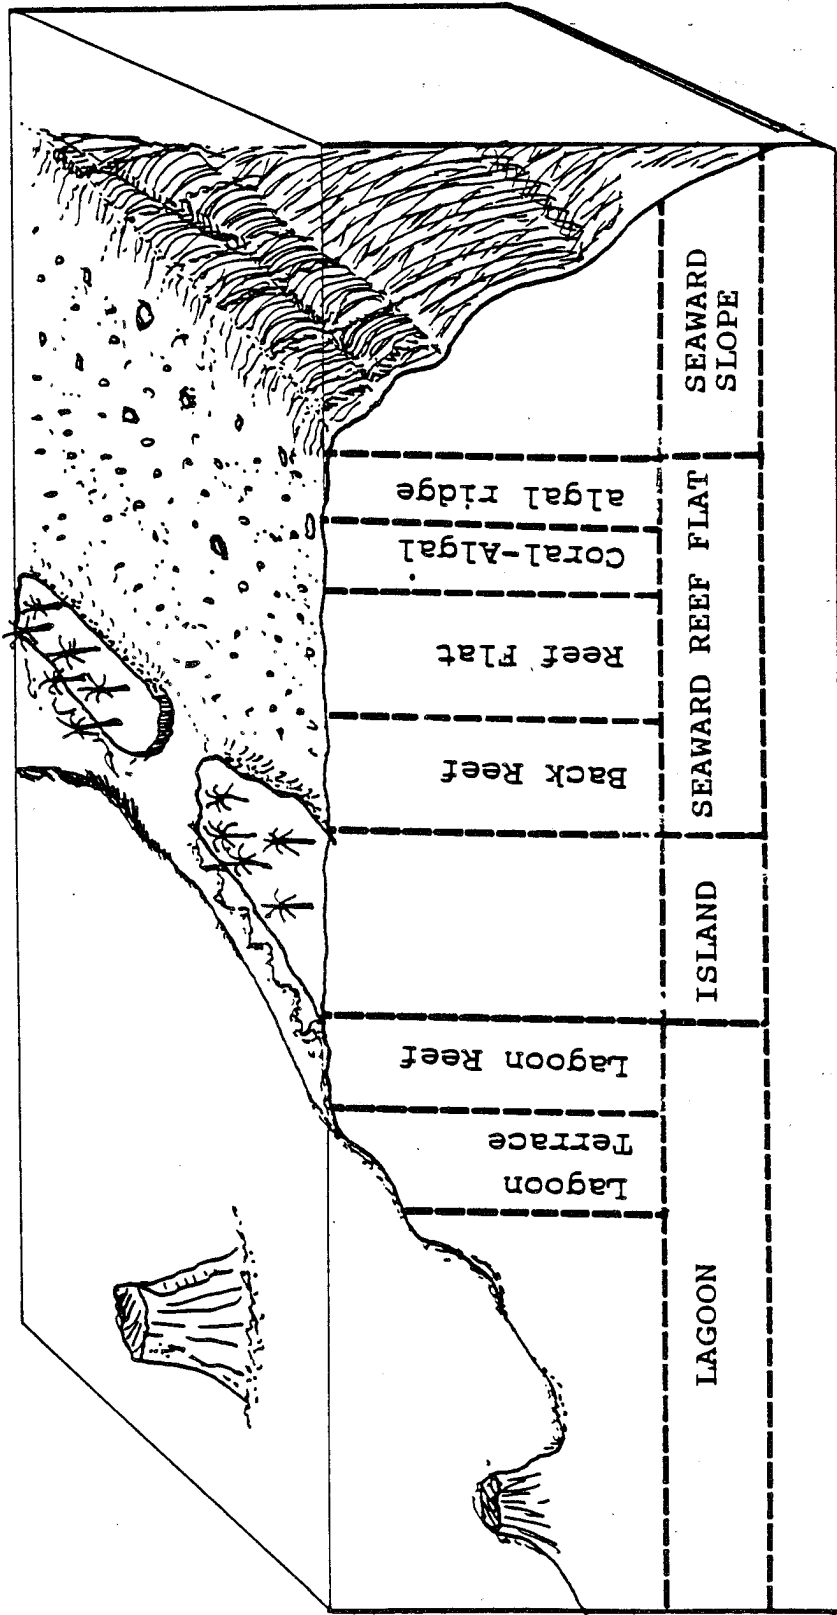 SEAWARD
SLOPE
SEAWARD REEF FLAT
ISLAND
LAGOON
algal ridge
Coral-Algal
Reef Flat
Back Reef
Lagoon Reef
Lagoon
Terrace